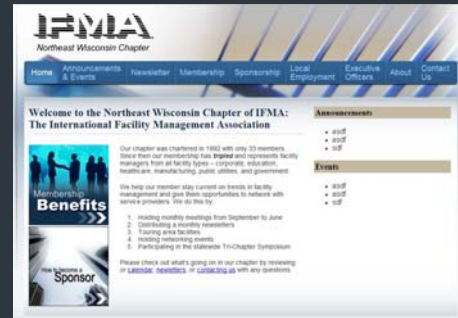 IFMA
Northeast Wisconsin Chapter
Home
Announcements & Events
Newsletter
Membership
Sponsorship
Local Employment
Executive Officers
About
Contact Us
Welcome to the Northeast Wisconsin Chapter of IFMA:
The International Facility Management Association
Membership
Benefits
How to become a
Sponsor
Our chapter was chartered in 1992 with only 33 members.
Since then our membership has tripled and represents facility
managers from all facility types – corporate, education,
healthcare, manufacturing, public utilities, and government.
We help our member stay current on trends in facility
management and give them opportunities to network with
service providers. We do this by:
1. Holding monthly meetings from September to June
2. Distributing a monthly newsletters
3. Touring area facilities
4. Holding networking events
5. Participating in the statewide Tri-Chapter Symposium
Please check out what's going on in our chapter by reviewing
or calendar, newsletters, or contacting us with any questions.
Announcements
asdf
asdf
sdf
Events
asdf
asdf
sdf